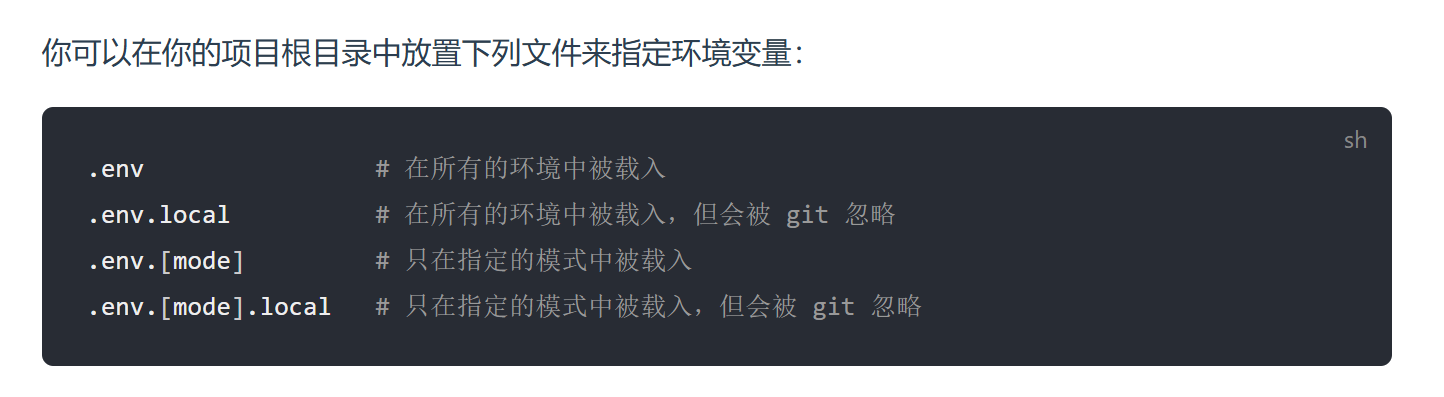 你可以在你的项目根目录中放置下列文件来指定环境变量：
sh
.env                # 在所有的环境中被载入
.env.local          # 在所有的环境中被载入，但会被 git 忽略
.env.[mode]         # 只在指定的模式中被载入
.env.[mode].local   # 只在指定的模式中被载入，但会被 git 忽略